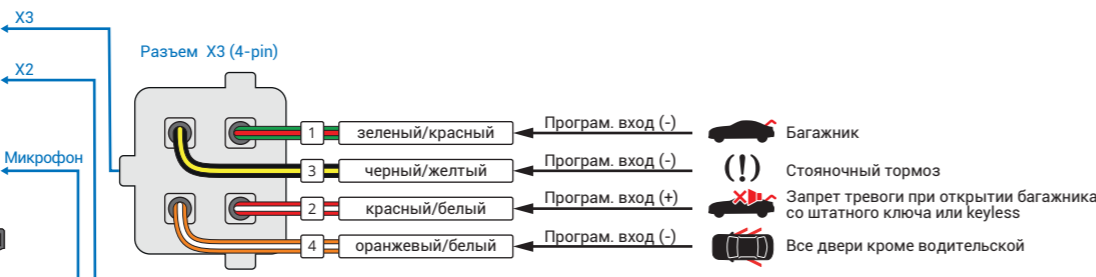 X3
Разъем X3 (4-pin)
X2
Микрофон
1 зеленый/красный Програм. вход (-) Багажник
3 черный/желтый Програм. вход (-) (!) Стояночный тормоз
2 красный/белый Програм. вход (+) Запрет тревоги при открытии багажника
со штатного ключа или keyless
4 оранжевый/белый Програм. вход (-) Все двери кроме водительской